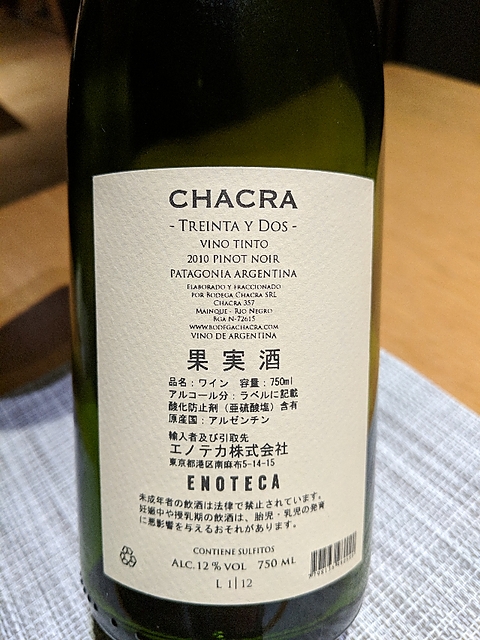 CHACRA
- TREINTA Y DOS -
VINO TINTO
2010 PINOT NOIR
PATAGONIA ARGENTINA
ELABORADO Y FRACCIONADO
POR BODEGA CHACRA SRL
CHACRA 357
MAINQUE - RIO NEGRO
BGA N-72615
WWW.BODEGACHACRA.COM
VINO DE ARGENTINA
果実酒
品名：ワイン 容量：750ml
アルコール分：ラベルに記載
酸化防止剤（亜硫酸塩）含有
原産国：アルゼンチン
輸入者及び引取先
エノテカ株式会社
東京都港区南麻布5-14-15
ENOTECA
未成年者の飲酒は法律で禁止されています。
妊娠中や授乳期の飲酒は、胎児・乳児の発育
に悪影響を与えるおそれがあります。
CONTIENE SULFITOS
ALC. 12 % VOL 750 ML
L 1|12